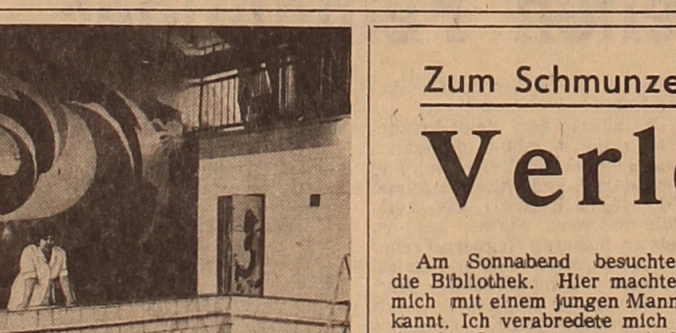 Zum Schmunze
Verl
Am Sonnabend besuchte
die Bibliothek. Hier machte
mich mit einem jungen Mann
kannt. Ich verabredete mich